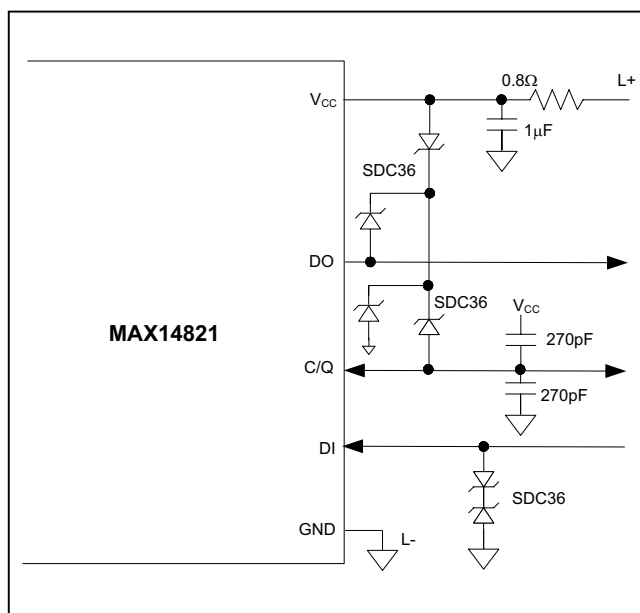 0.8Ω
L+
VCC
1µF
SDC36
DO
SDC36
VCC
MAX14821
270pF
C/Q
270pF
DI
SDC36
GND
L-